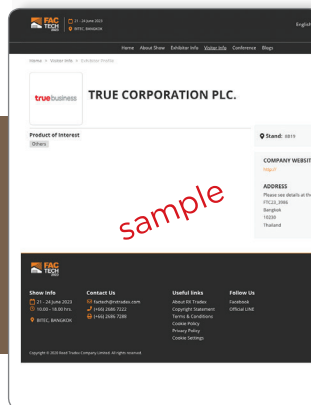 FAC
TECH
2023
21 - 24 June 2023
BITEC, BANGKOK
English
Home About Show Exhibitor Info Visitor Info Conference Blogs
Home > Visitor Info > Exhibitor Profile
truebusiness
TRUE CORPORATION PLC.
Product of Interest
Others
Stand: 8B19
COMPANY WEBSIT
http://
ADDRESS
Please see details at the
FTC23_3986
Bangkok
10230
Thailand
sample
FAC
TECH
Show Info
21 - 24 June 2023
10.00 - 18.00 hrs.
BITEC, BANGKOK
Contact Us
factech@rxtradex.com
(+66) 2686 7222
(+66) 2686 7288
Useful links
About RX Tradex
Copyright Statement
Terms & Conditions
Cookie Policy
Privacy Policy
Cookie Settings
Follow Us
Facebook
Official LINE
Copyright © 2023 Reed Tradex Company Limited. All rights reserved